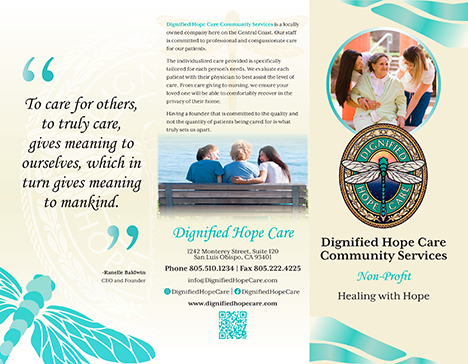 “
To care for others,
to truly care,
gives meaning to
ourselves, which in
turn gives meaning
to mankind.
”
-Ranelle Baldwin
CEO and Founder
Dignified Hope Care Community Services is a locally
owned company here on the Central Coast. Our staff
is committed to professional and compassionate care
for our patients.
The individualized care provided is specifically
tailored for each person's needs. We evaluate each
patient with their physician to best assist the level of
care. From care giving to nursing, we ensure your
loved one will be able to comfortably recover in the
privacy of their home.
Having a founder that is committed to the quality and
not the quantity of patients being cared for is what
truly sets us apart.
Dignified Hope Care
1242 Monterey Street, Suite 120
San Luis Obispo, CA 93401
Phone 805.510.1234 | Fax 805.222.4225
info@DignifiedHopeCare.com
DignifiedHopeCare | DignifiedHopeCare
www.dignifiedhopecare.com
DIGNIFIED
HOPE CARE
Dignified Hope Care
Community Services
Non-Profit
Healing with Hope